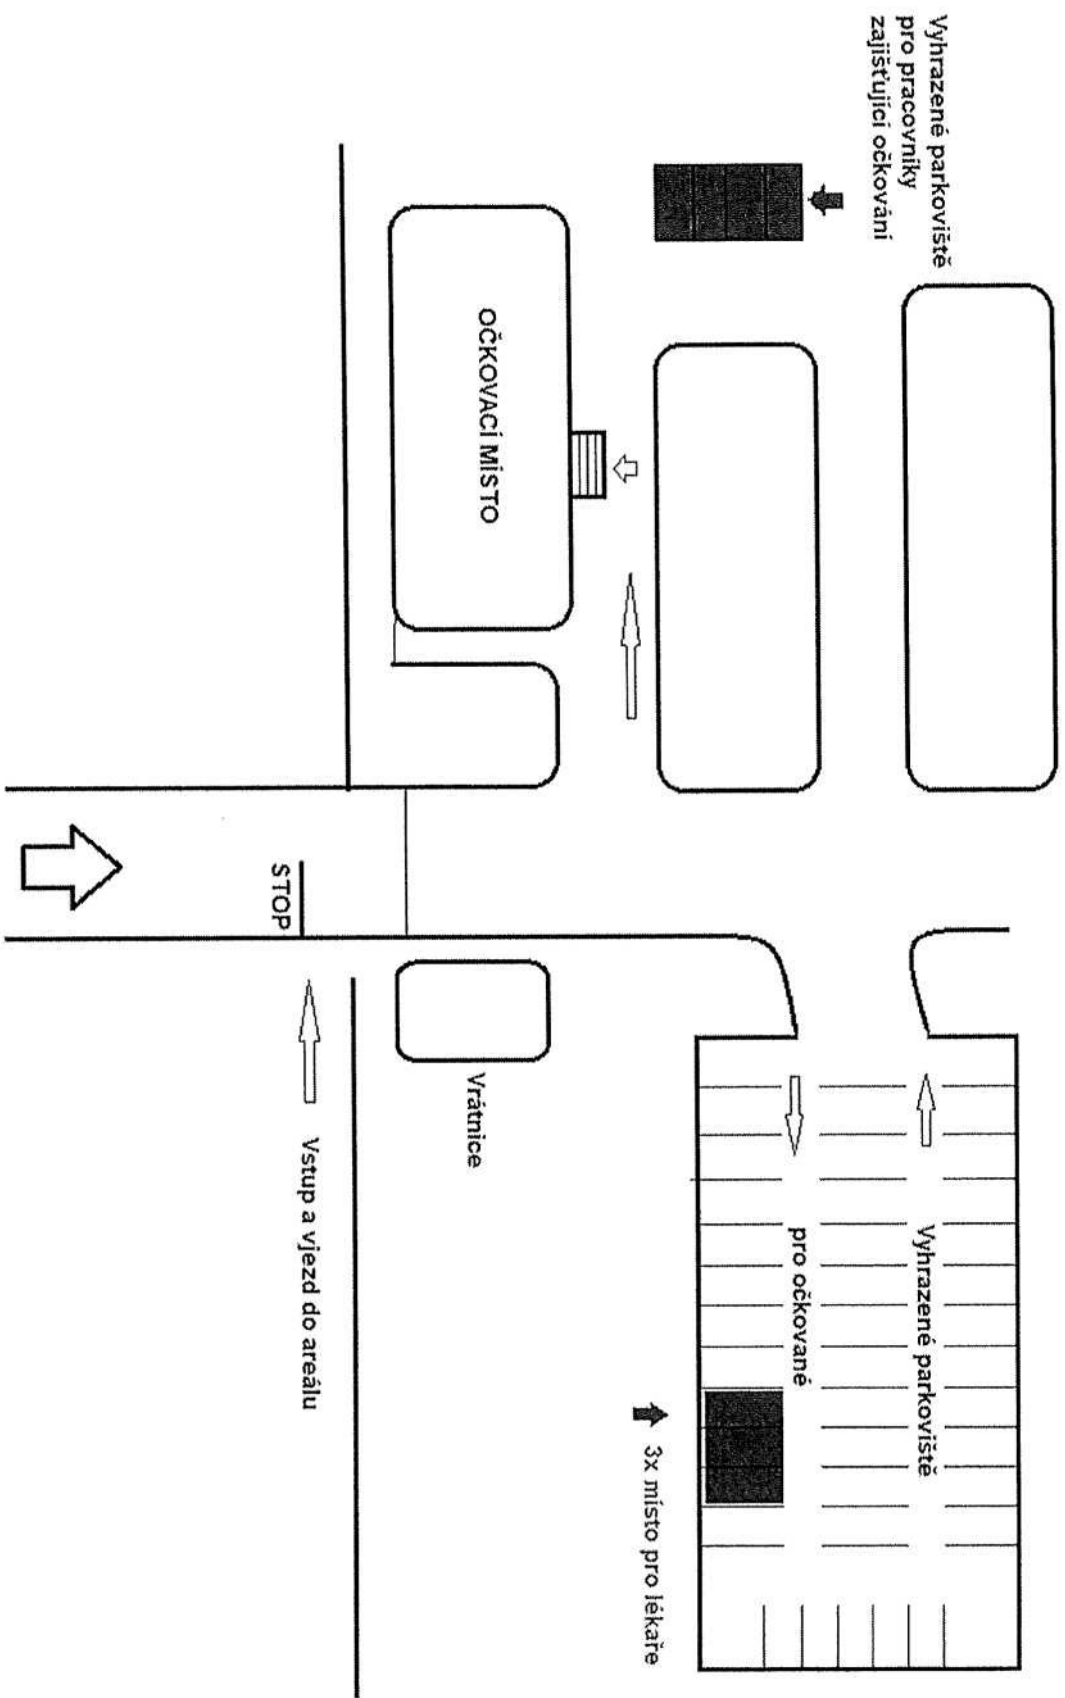 Vyhrazené parkoviště
pro pracovníky
zajišťující očkování
OČKOVACÍ MÍSTO
STOP
Vrátnice
Vstup a vjezd do areálu
Vyhrazené parkoviště
pro očkované
3x místo pro lékaře